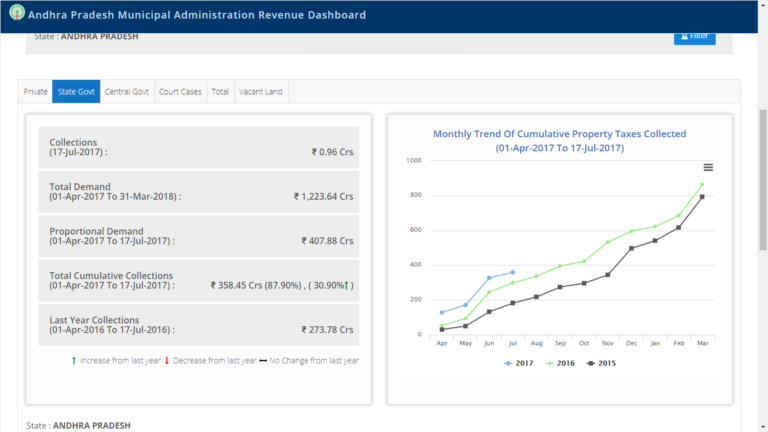 Andhra Pradesh Municipal Administration Revenue Dashboard
State : ANDHRA PRADESH
Filter
Private State Govt Central Govt Court Cases Total Vacant Land
Collections
(17-Jul-2017) : ₹ 0.96 Crs
Total Demand
(01-Apr-2017 To 31-Mar-2018) : ₹ 1,223.64 Crs
Proportional Demand
(01-Apr-2017 To 17-Jul-2017) : ₹ 407.88 Crs
Total Cumulative Collections
(01-Apr-2017 To 17-Jul-2017) : ₹ 358.45 Crs (87.90%) , ( 30.90%⬆ )
Last Year Collections
(01-Apr-2016 To 17-Jul-2016) : ₹ 273.78 Crs
⬆ Increase from last year ⬇ Decrease from last year ⬌ No Change from last year
Monthly Trend Of Cumulative Property Taxes Collected
(01-Apr-2017 To 17-Jul-2017)
1000
800
600
400
200
0
Apr May Jun Jul Aug Sep Oct Nov Dec Jan Feb Mar
2017 2016 2015
State : ANDHRA PRADESH